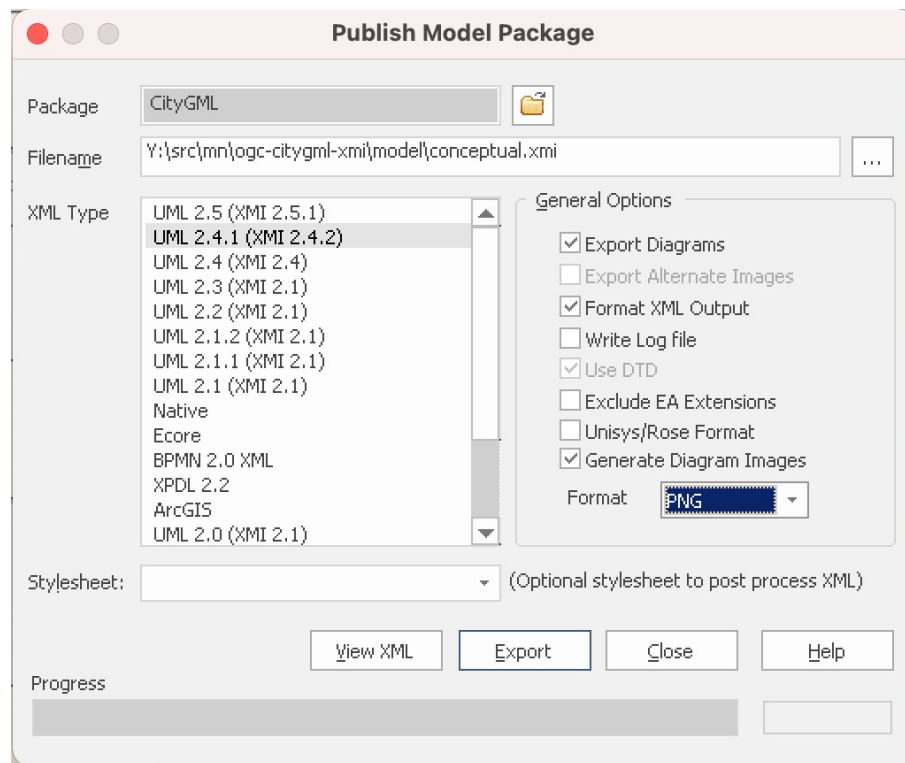 Publish Model Package
Package
CityGML
Filename
Y:\src\mn\ogc-citygml-xmi\model\conceptual.xmi
...
XML Type
UML 2.5 (XMI 2.5.1)
UML 2.4.1 (XMI 2.4.2)
UML 2.4 (XMI 2.4)
UML 2.3 (XMI 2.1)
UML 2.2 (XMI 2.1)
UML 2.1.2 (XMI 2.1)
UML 2.1.1 (XMI 2.1)
UML 2.1 (XMI 2.1)
Native
Ecore
BPMN 2.0 XML
XPDL 2.2
ArcGIS
UML 2.0 (XMI 2.1)
General Options
Export Diagrams
Export Alternate Images
Format XML Output
Write Log file
Use DTD
Exclude EA Extensions
Unisys/Rose Format
Generate Diagram Images
Format
PNG
Stylesheet:
(Optional stylesheet to post process XML)
View XML
Export
Close
Help
Progress